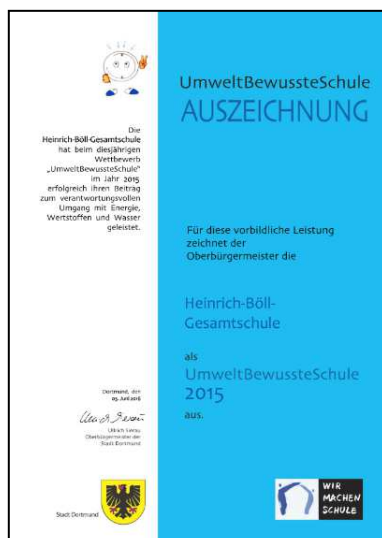 Die
Heinrich-Böll-Gesamtschule
hat beim diesjährigen
Wettbewerb
„UmweltBewussteSchule“
im Jahr 2015
erfolgreich ihren Beitrag
zum verantwortungsvollen
Umgang mit Energie,
Wertstoffen und Wasser
geleistet.
Dortmund, den
Juni
Ullrich Sierau
Oberbürgermeister der
Stadt Dortmund
Stadt Dortmund
UmweltBewussteSchule
AUSZEICHNUNG
Für diese vorbildliche Leistung
zeichnet der
Oberbürgermeister die
Heinrich-Böll-
Gesamtschule
als
UmweltBewussteSchule
2015
aus.
WIR
MACHEN
SCHULE